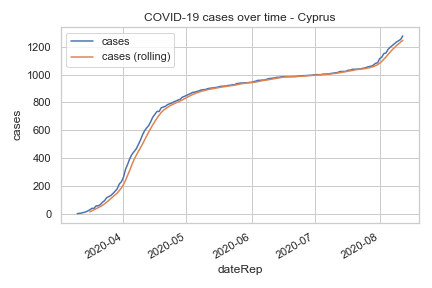 COVID-19 cases over time - Cyprus
cases
cases (rolling)
1200
1000
800
600
400
200
0
cases
2020-04
2020-05
2020-06
2020-07
2020-08
dateRep